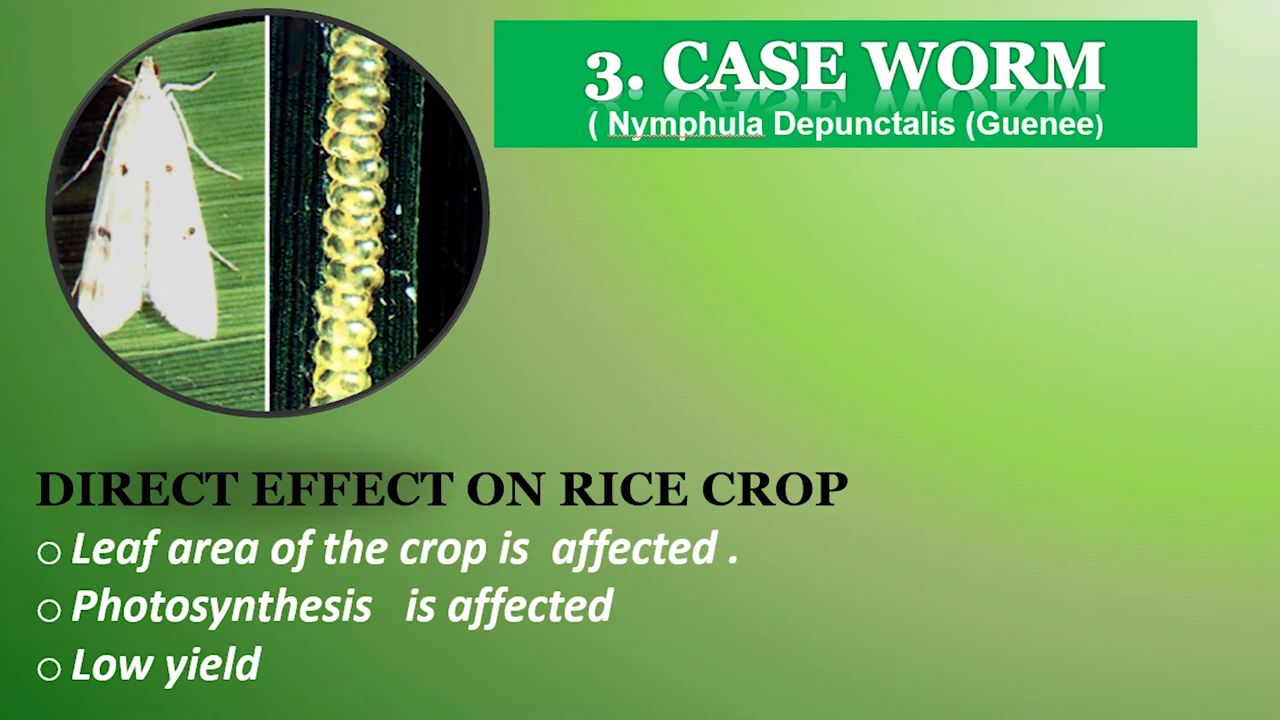 3. CASE WORM
( Nymphula Depunctalis (Guenee)
DIRECT EFFECT ON RICE CROP
○ Leaf area of the crop is affected .
○ Photosynthesis is affected
○ Low yield